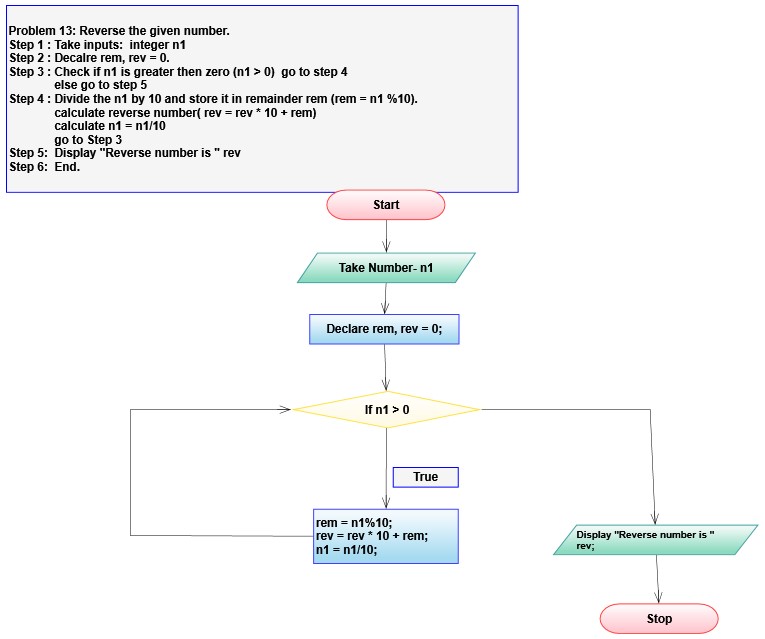 Problem 13: Reverse the given number.
Step 1 : Take inputs:  integer n1
Step 2 : Decalre rem, rev = 0.
Step 3 : Check if n1 is greater then zero (n1 > 0)  go to step 4
else go to step 5
Step 4 : Divide the n1 by 10 and store it in remainder rem (rem = n1 %10).
calculate reverse number( rev = rev * 10 + rem)
calculate n1 = n1/10
go to Step 3
Step 5:  Display "Reverse number is " rev
Step 6:  End.
Start
Take Number- n1
Declare rem, rev = 0;
If n1 > 0
True
rem = n1%10;
rev = rev * 10 + rem;
n1 = n1/10;
Display "Reverse number is "
rev;
Stop